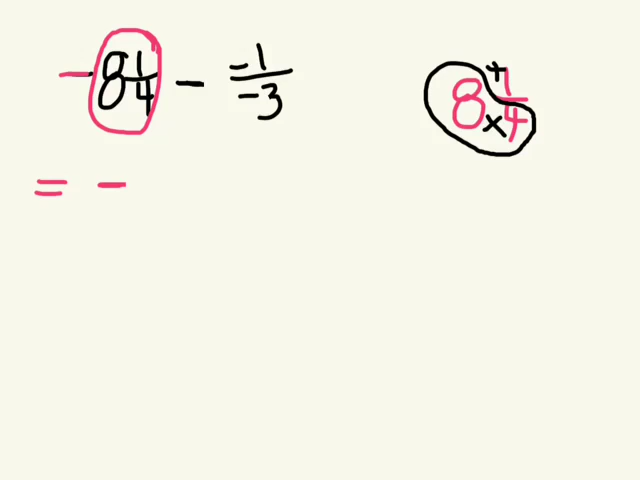 -8 1/4 - -1/-3
8 × + 1/4
= -